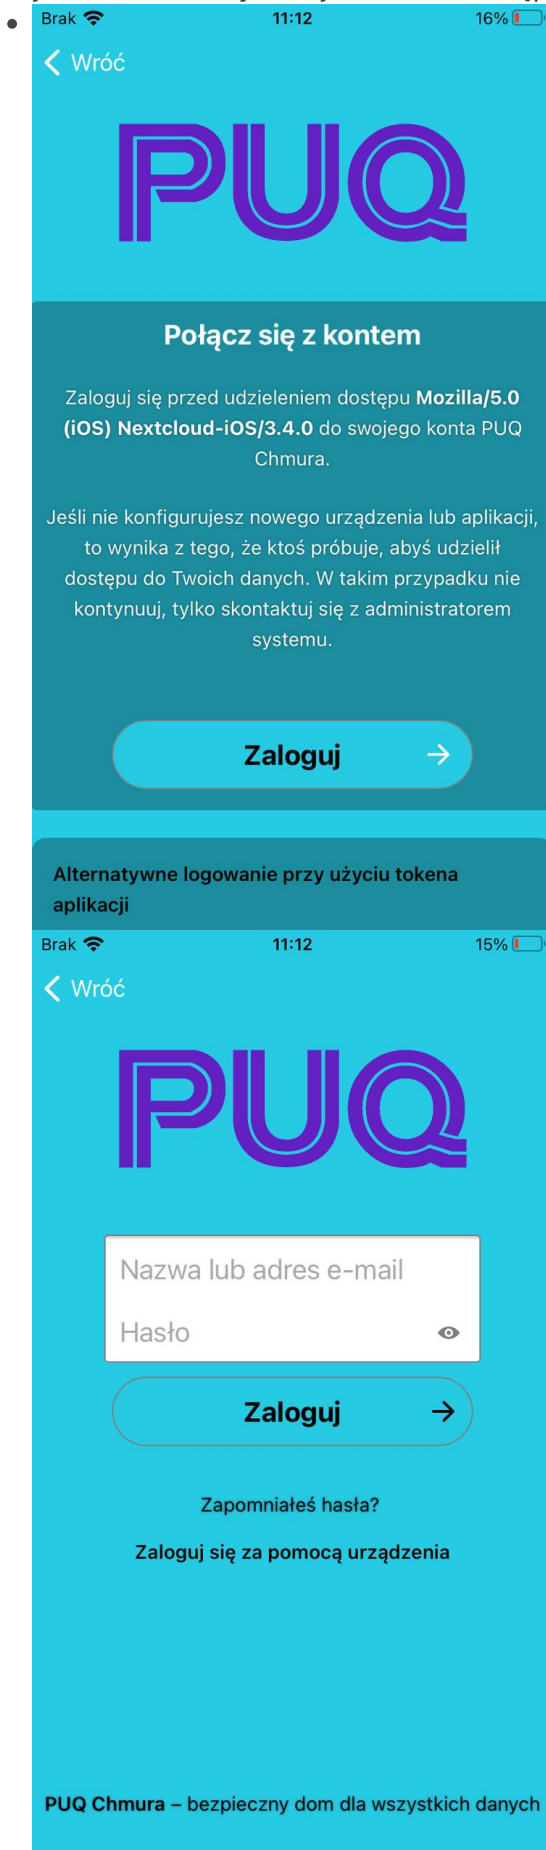 Brak 11:12 16%
Wróć
PUQ
Połącz się z kontem
Zaloguj się przed udzieleniem dostępu Mozilla/5.0
(iOS) Nextcloud-iOS/3.4.0 do swojego konta PUQ
Chmura.
Jeśli nie konfigurujesz nowego urządzenia lub aplikacji,
to wynika z tego, że ktoś próbuje, abyś udzielił
dostępu do Twoich danych. W takim przypadku nie
kontynuuj, tylko skontaktuj się z administratorem
systemu.
Zaloguj
Alternatywne logowanie przy użyciu tokena
aplikacji
Brak 11:12 15%
Wróć
PUQ
Nazwa lub adres e-mail
Hasło
Zaloguj
Zapomniałeś hasła?
Zaloguj się za pomocą urządzenia
PUQ Chmura – bezpieczny dom dla wszystkich danych